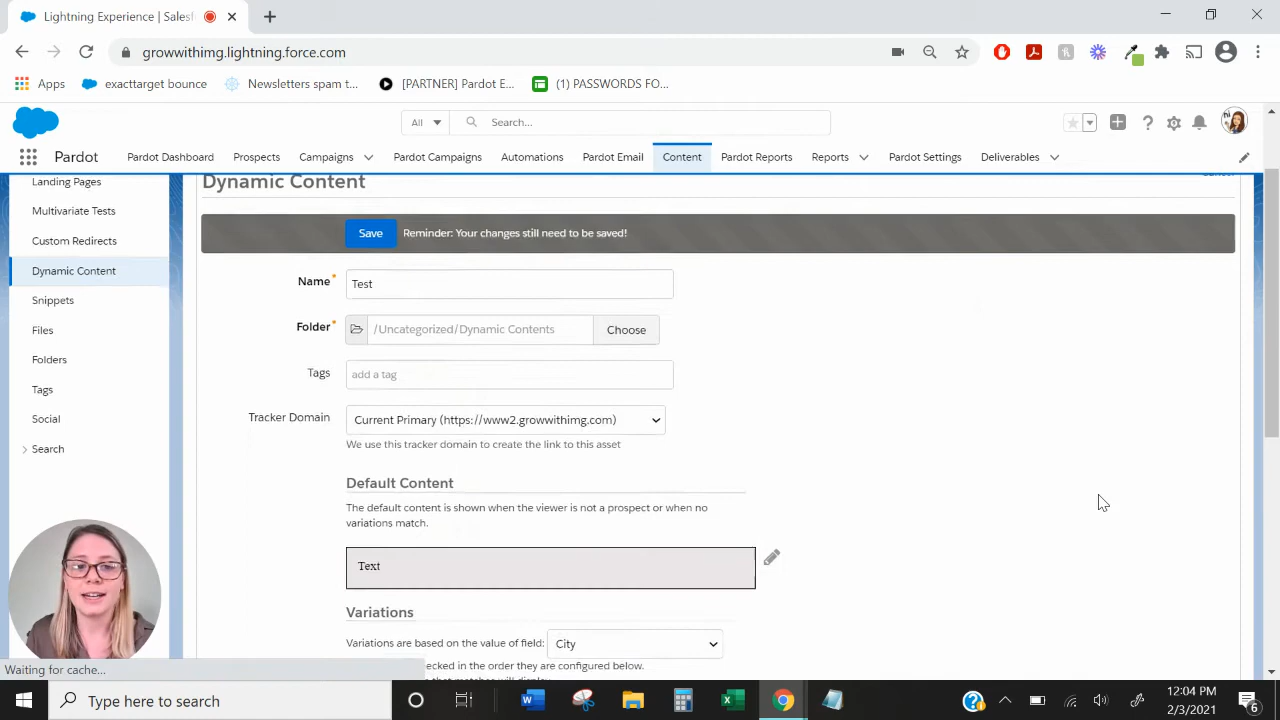 Lightning Experience | Salesf
growwithimg.lightning.force.com
Apps
exacttarget bounce
Newsletters spam t...
[PARTNER] Pardot E...
(1) PASSWORDS FO...
All
Search...
Pardot
Pardot Dashboard
Prospects
Campaigns
Pardot Campaigns
Automations
Pardot Email
Content
Pardot Reports
Reports
Pardot Settings
Deliverables
Landing Pages
Multivariate Tests
Custom Redirects
Dynamic Content
Snippets
Files
Folders
Tags
Social
Search
Dynamic Content
Save
Reminder: Your changes still need to be saved!
Name*
Test
Folder*
/Uncategorized/Dynamic Contents
Choose
Tags
add a tag
Tracker Domain
Current Primary (https://www2.growwithimg.com)
We use this tracker domain to create the link to this asset
Default Content
The default content is shown when the viewer is not a prospect or when no
variations match.
Text
Variations
Variations are based on the value of field:
City
ecked in the order they are configured below.
Waiting for cache...
Type here to search
12:04 PM
2/3/2021
6